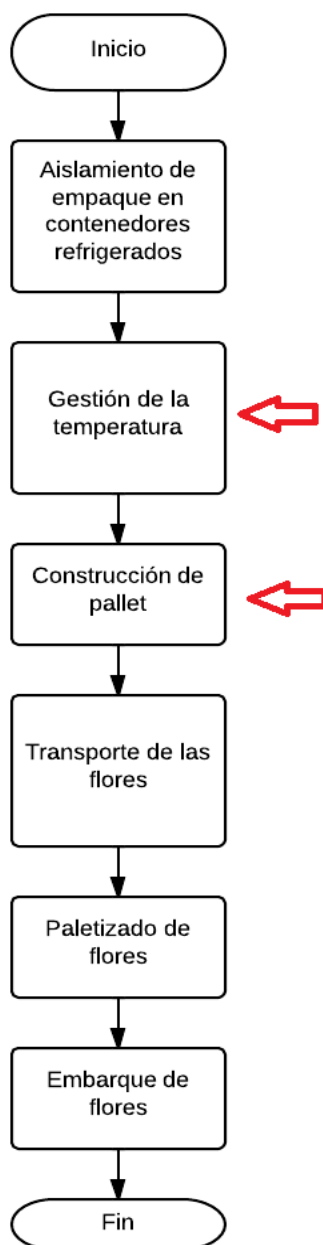 Inicio
Aislamiento de
empaque en
contenedores
refrigerados
Gestión de la
temperatura
Construcción de
pallet
Transporte de las
flores
Paletizado de
flores
Embarque de
flores
Fin